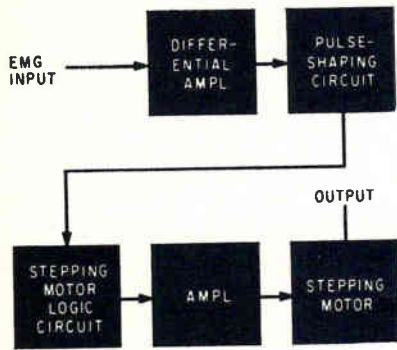 EMG
INPUT
DIFFER-
ENTIAL
AMPL
PULSE-
SHAPING
CIRCUIT
OUTPUT
STEPPING
MOTOR
LOGIC
CIRCUIT
AMPL
STEPPING
MOTOR